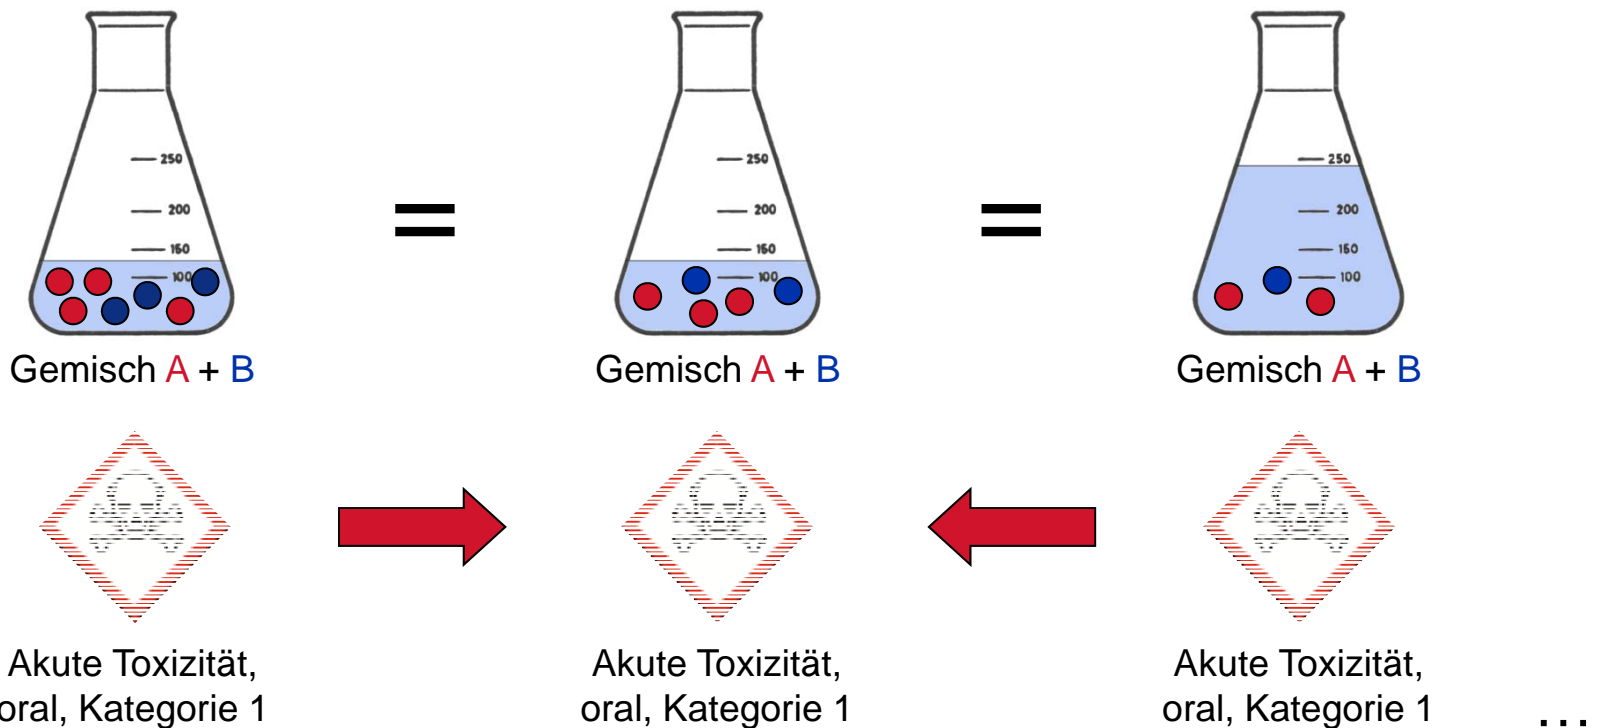 250
200
150
100
Gemisch A + B
=
250
200
150
100
Gemisch A + B
=
250
200
150
100
Gemisch A + B
Akute Toxizität,
oral, Kategorie 1
Akute Toxizität,
oral, Kategorie 1
Akute Toxizität,
oral, Kategorie 1
...